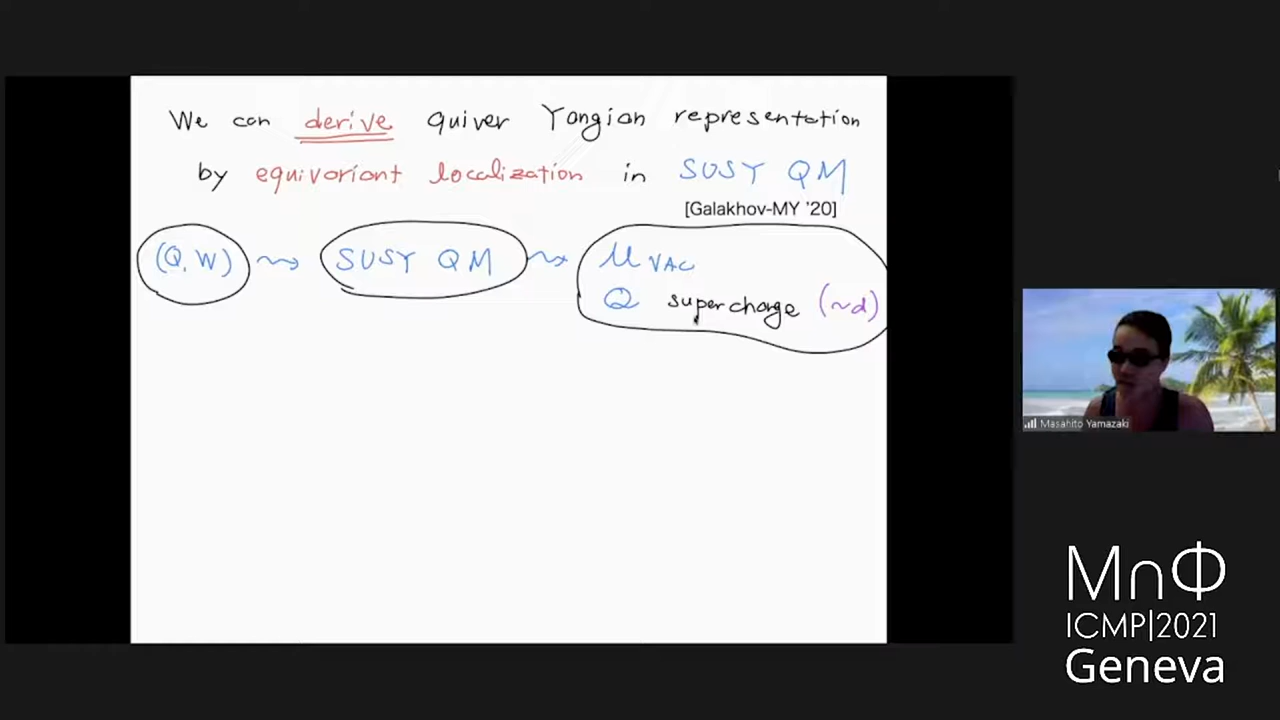 We can derive quiver Yangian representation
by equivariant localization in SUSY QM
[Galakhov-MY '20]
(Q, W) ⇝ SUSY QM ⇝ M VAC
Q supercharge (~d)
Masahito Yamazaki
M∩Φ
ICMP|2021
Geneva